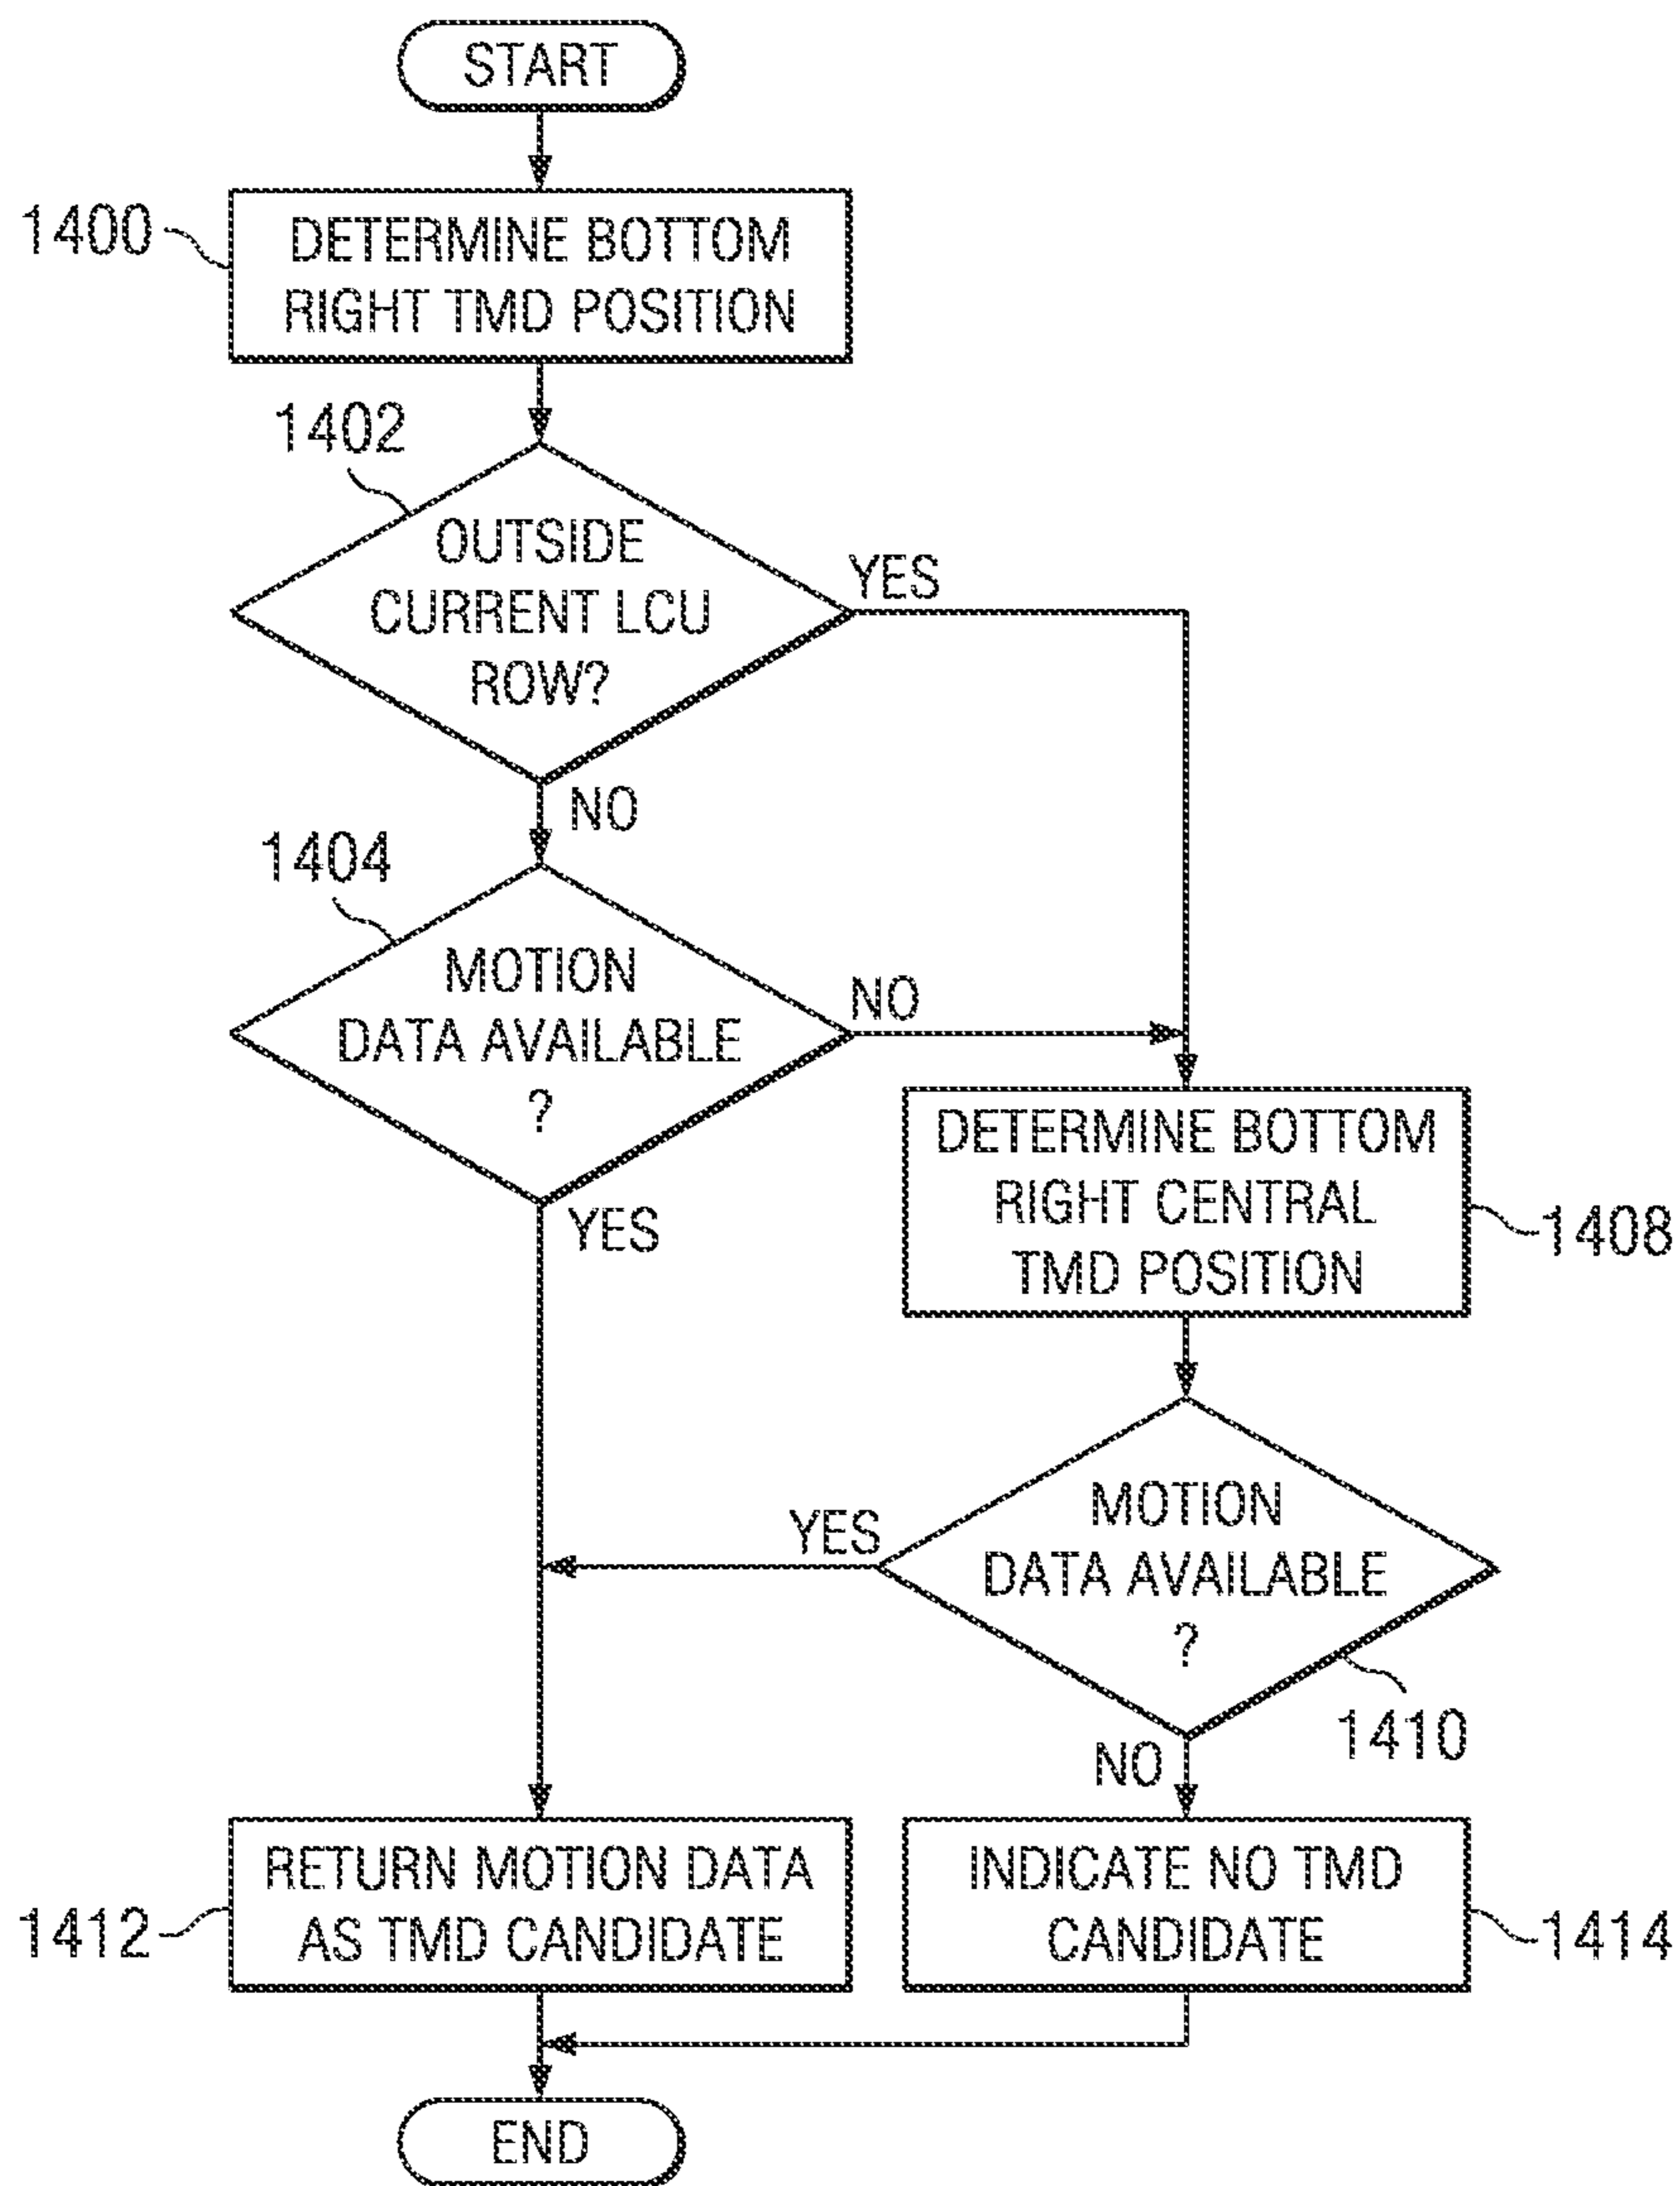 START
1400
DETERMINE BOTTOM
RIGHT TMD POSITION
1402
OUTSIDE
CURRENT LCU
ROW?
YES
NO
1404
MOTION
DATA AVAILABLE
?
NO
YES
DETERMINE BOTTOM
RIGHT CENTRAL
TMD POSITION
1408
MOTION
DATA AVAILABLE
?
YES
1410
NO
RETURN MOTION DATA
AS TMD CANDIDATE
1412
INDICATE NO TMD
CANDIDATE
1414
END